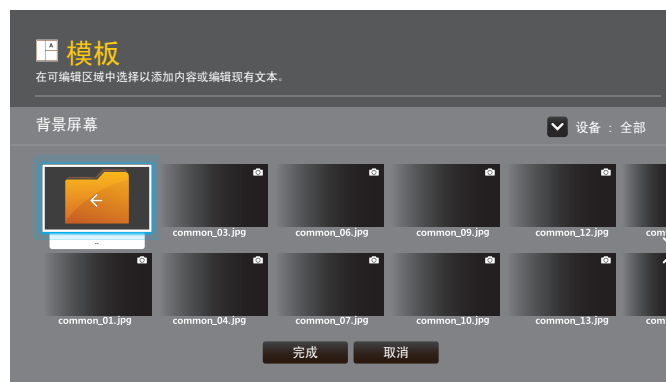 A
模板
在可编辑区域中选择以添加内容或编辑现有文本。
背景屏幕
设备 : 全部
common_03.jpg
common_06.jpg
common_09.jpg
common_12.jpg
com
..
common_01.jpg
common_04.jpg
common_07.jpg
common_10.jpg
common_13.jpg
com
完成
取消